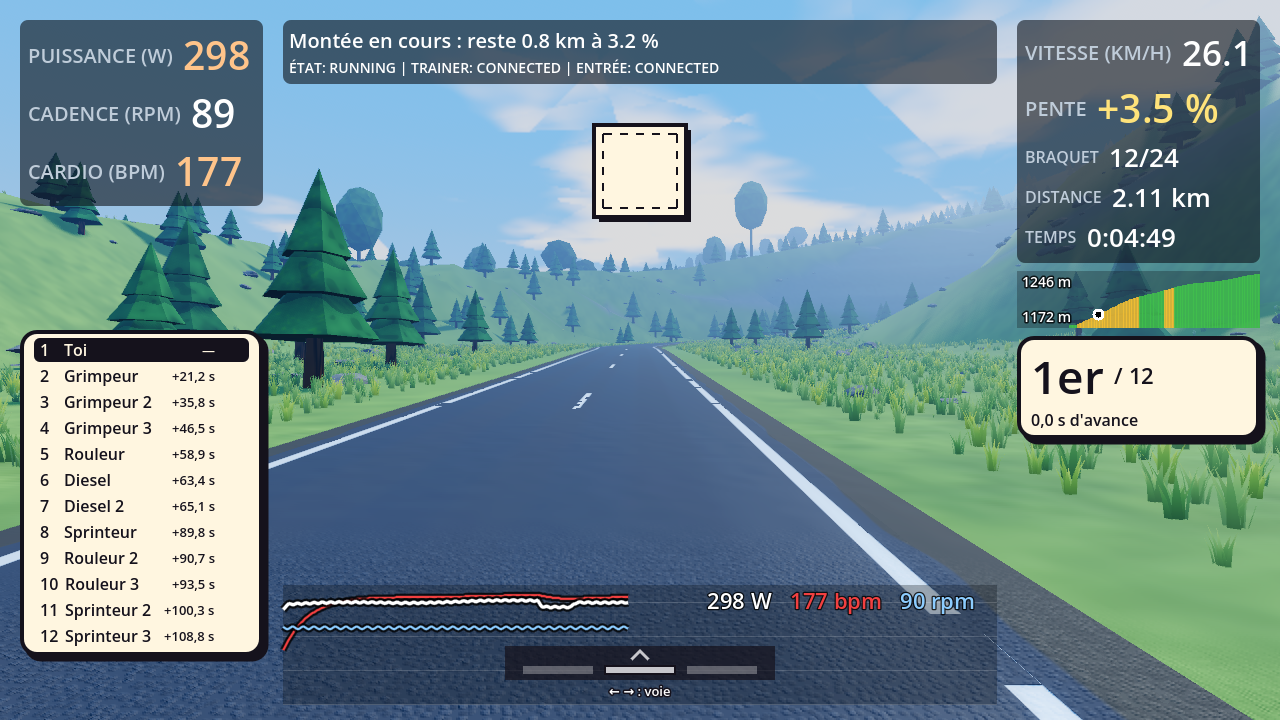 PUISSANCE (W) 298
CADENCE (RPM) 89
CARDIO (BPM) 177
Montée en cours : reste 0.8 km à 3.2 %
ÉTAT: RUNNING | TRAINER: CONNECTED | ENTRÉE: CONNECTED
VITESSE (KM/H) 26.1
PENTE +3.5 %
BRAQUET 12/24
DISTANCE 2.11 km
TEMPS 0:04:49
1246 m
1172 m
1er / 12
0,0 s d'avance
1 Toi —
2 Grimpeur +21,2 s
3 Grimpeur 2 +35,8 s
4 Grimpeur 3 +46,5 s
5 Rouleur +58,9 s
6 Diesel +63,4 s
7 Diesel 2 +65,1 s
8 Sprinteur +89,8 s
9 Rouleur 2 +90,7 s
10 Rouleur 3 +93,5 s
11 Sprinteur 2 +100,3 s
12 Sprinteur 3 +108,8 s
298 W 177 bpm 90 rpm
← → : voie